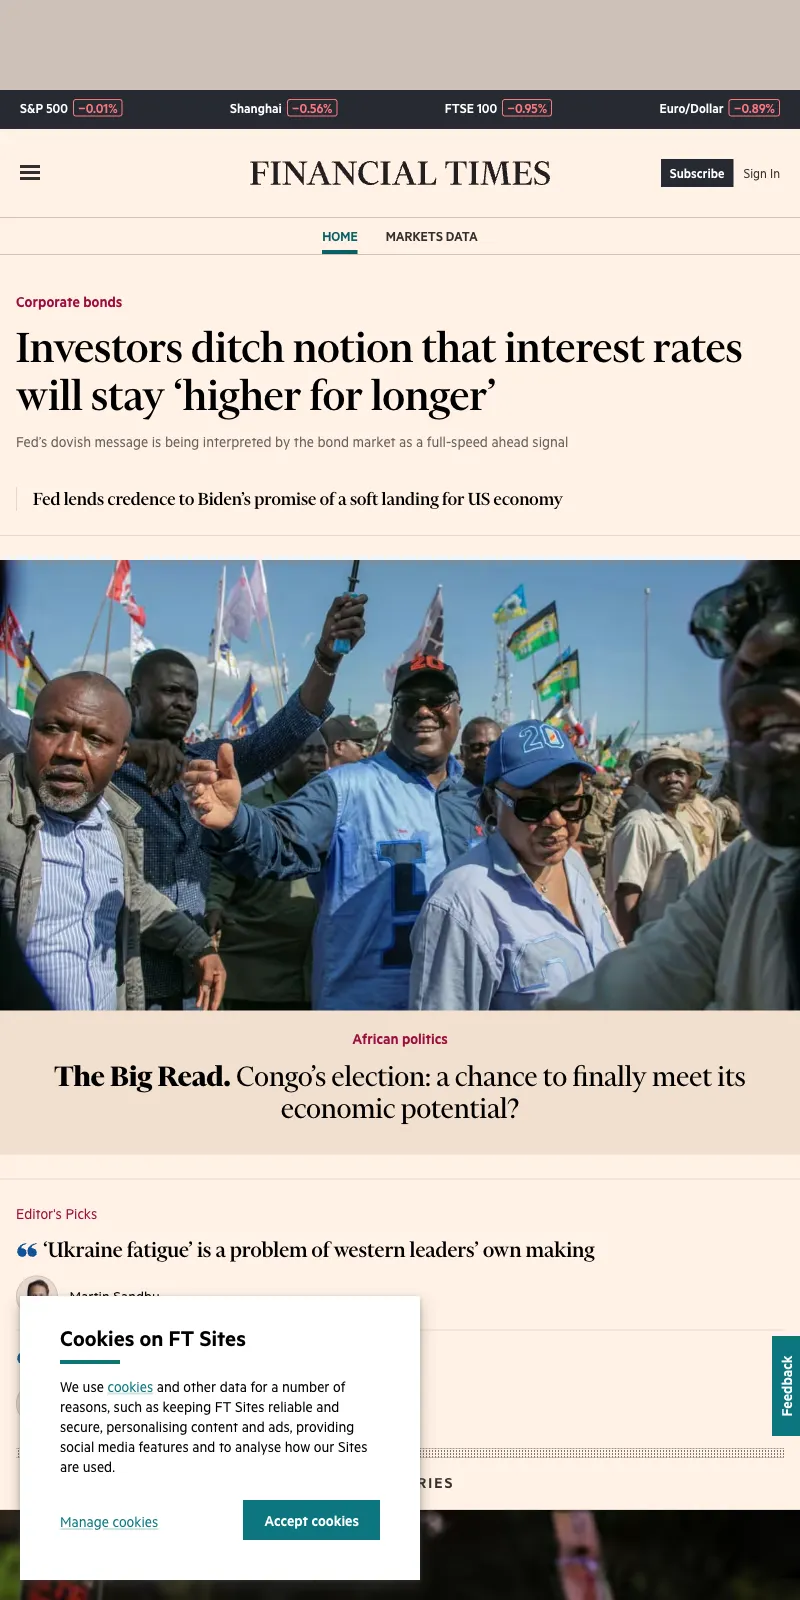 S&P 500 −0.01% Shanghai −0.56% FTSE 100 −0.95% Euro/Dollar −0.89%
FINANCIAL TIMES
Subscribe Sign In
HOME MARKETS DATA
Corporate bonds
Investors ditch notion that interest rates
will stay ‘higher for longer’
Fed’s dovish message is being interpreted by the bond market as a full-speed ahead signal
Fed lends credence to Biden’s promise of a soft landing for US economy
20
20
African politics
The Big Read. Congo’s election: a chance to finally meet its
economic potential?
Editor's Picks
“ ‘Ukraine fatigue’ is a problem of western leaders’ own making
Martin Sandbu
Cookies on FT Sites
We use cookies and other data for a number of
reasons, such as keeping FT Sites reliable and
secure, personalising content and ads, providing
social media features and to analyse how our Sites
are used.
Manage cookies Accept cookies
Feedback